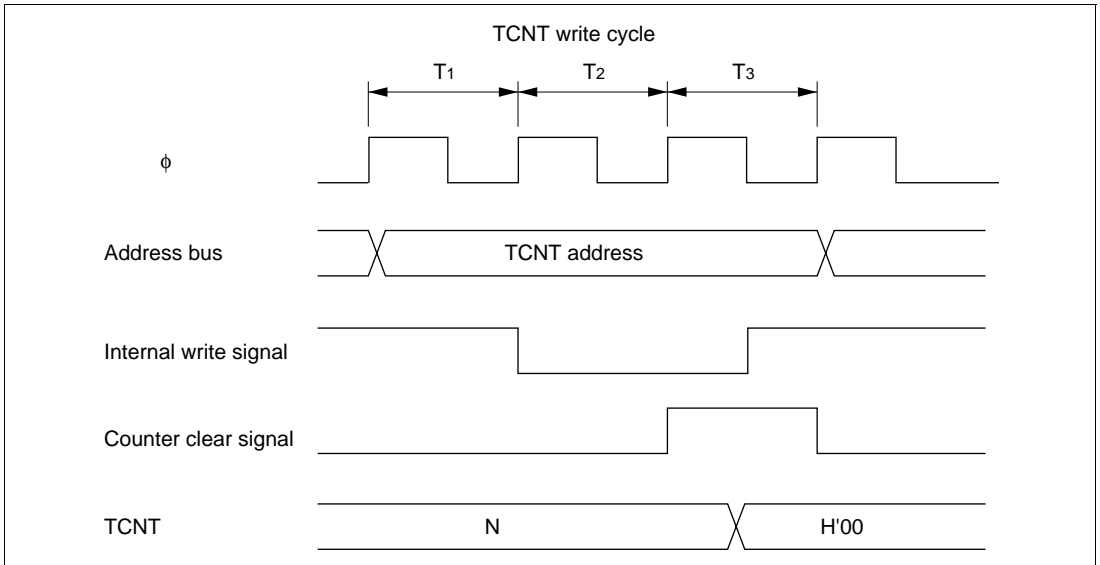 TCNT write cycle
T1 T2 T3
φ
Address bus TCNT address
Internal write signal
Counter clear signal
TCNT N H'00